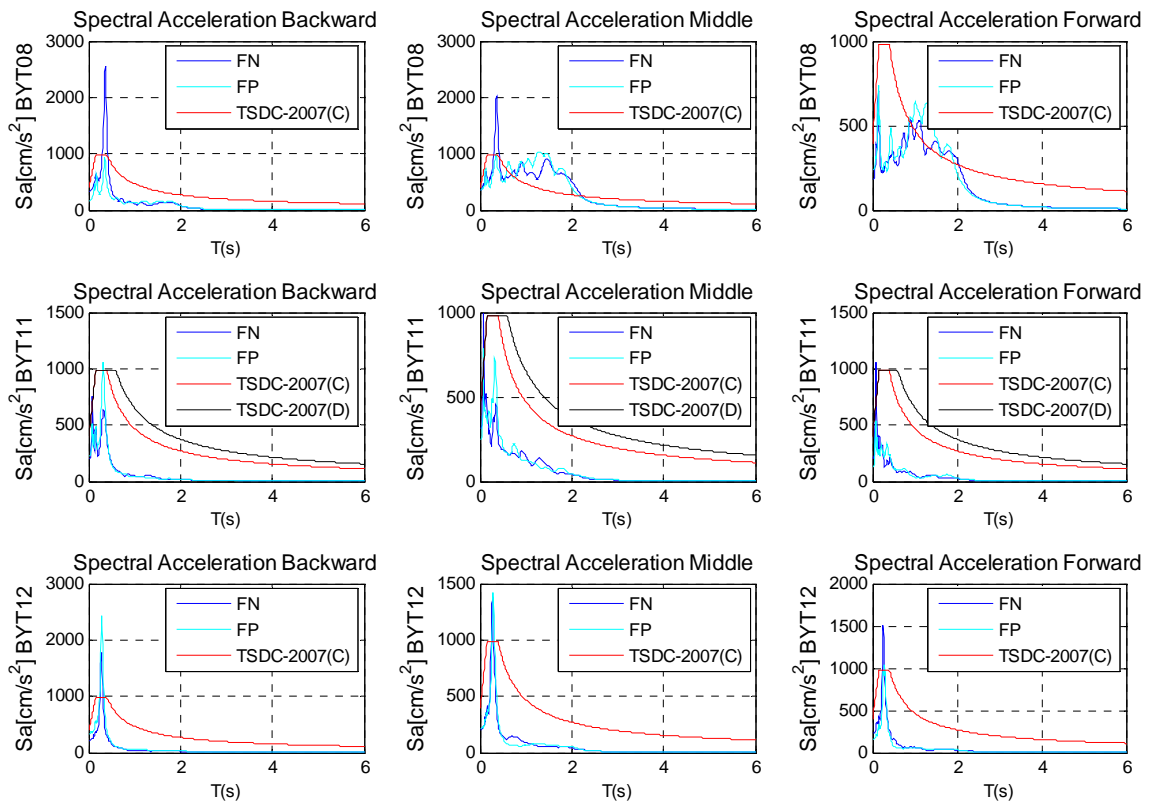 Spectral Acceleration Backward
Sa[cm/s²] BYT08
3000
2000
1000
0
FN
FP
TSDC-2007(C)
0 2 4 6
T(s)
Spectral Acceleration Middle
Sa[cm/s²] BYT08
3000
2000
1000
0
FN
FP
TSDC-2007(C)
0 2 4 6
T(s)
Spectral Acceleration Forward
Sa[cm/s²] BYT08
1000
500
0
FN
FP
TSDC-2007(C)
0 2 4 6
T(s)
Spectral Acceleration Backward
Sa[cm/s²] BYT11
1500
1000
500
0
FN
FP
TSDC-2007(C)
TSDC-2007(D)
0 2 4 6
T(s)
Spectral Acceleration Middle
Sa[cm/s²] BYT11
1000
500
0
FN
FP
TSDC-2007(C)
TSDC-2007(D)
0 2 4 6
T(s)
Spectral Acceleration Forward
Sa[cm/s²] BYT11
1500
1000
500
0
FN
FP
TSDC-2007(C)
TSDC-2007(D)
0 2 4 6
T(s)
Spectral Acceleration Backward
Sa[cm/s²] BYT12
3000
2000
1000
0
FN
FP
TSDC-2007(C)
0 2 4 6
T(s)
Spectral Acceleration Middle
Sa[cm/s²] BYT12
1500
1000
500
0
FN
FP
TSDC-2007(C)
0 2 4 6
T(s)
Spectral Acceleration Forward
Sa[cm/s²] BYT12
2000
1500
1000
500
0
FN
FP
TSDC-2007(C)
0 2 4 6
T(s)